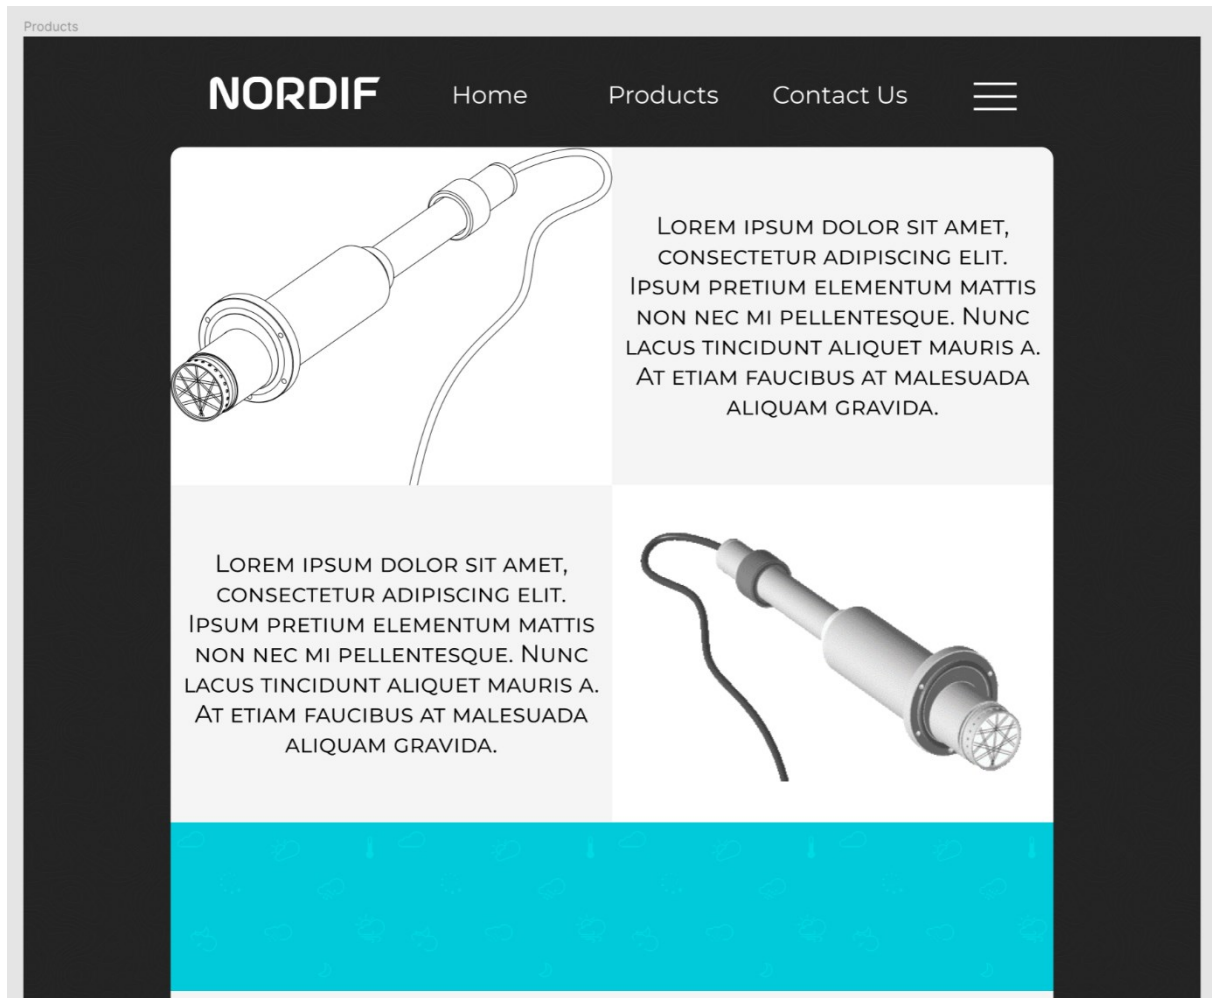 Products
NORDIF Home Products Contact Us
Lorem ipsum dolor sit amet,
consectetur adipiscing elit.
Ipsum pretium elementum mattis
non nec mi pellentesque. Nunc
lacus tincidunt aliquet mauris a.
At etiam faucibus at malesuada
aliquam gravida.
Lorem ipsum dolor sit amet,
consectetur adipiscing elit.
Ipsum pretium elementum mattis
non nec mi pellentesque. Nunc
lacus tincidunt aliquet mauris a.
At etiam faucibus at malesuada
aliquam gravida.